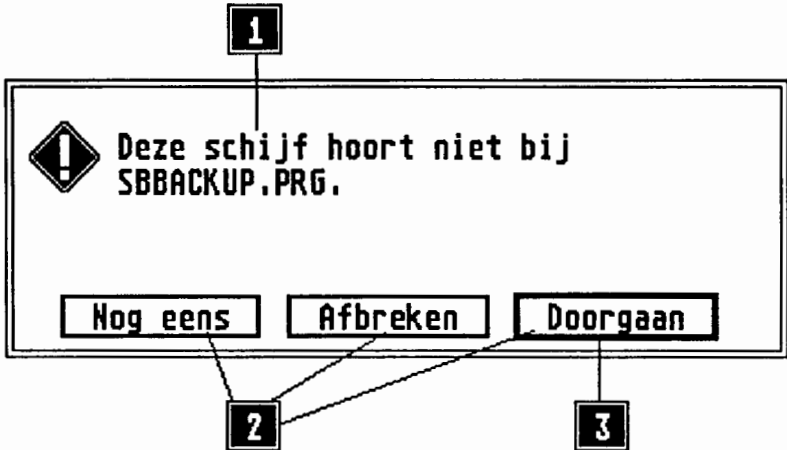 1
Deze schijf hoort niet bij
SBBACKUP.PRG.
Nog eens Afbreken Doorgaan
2 3